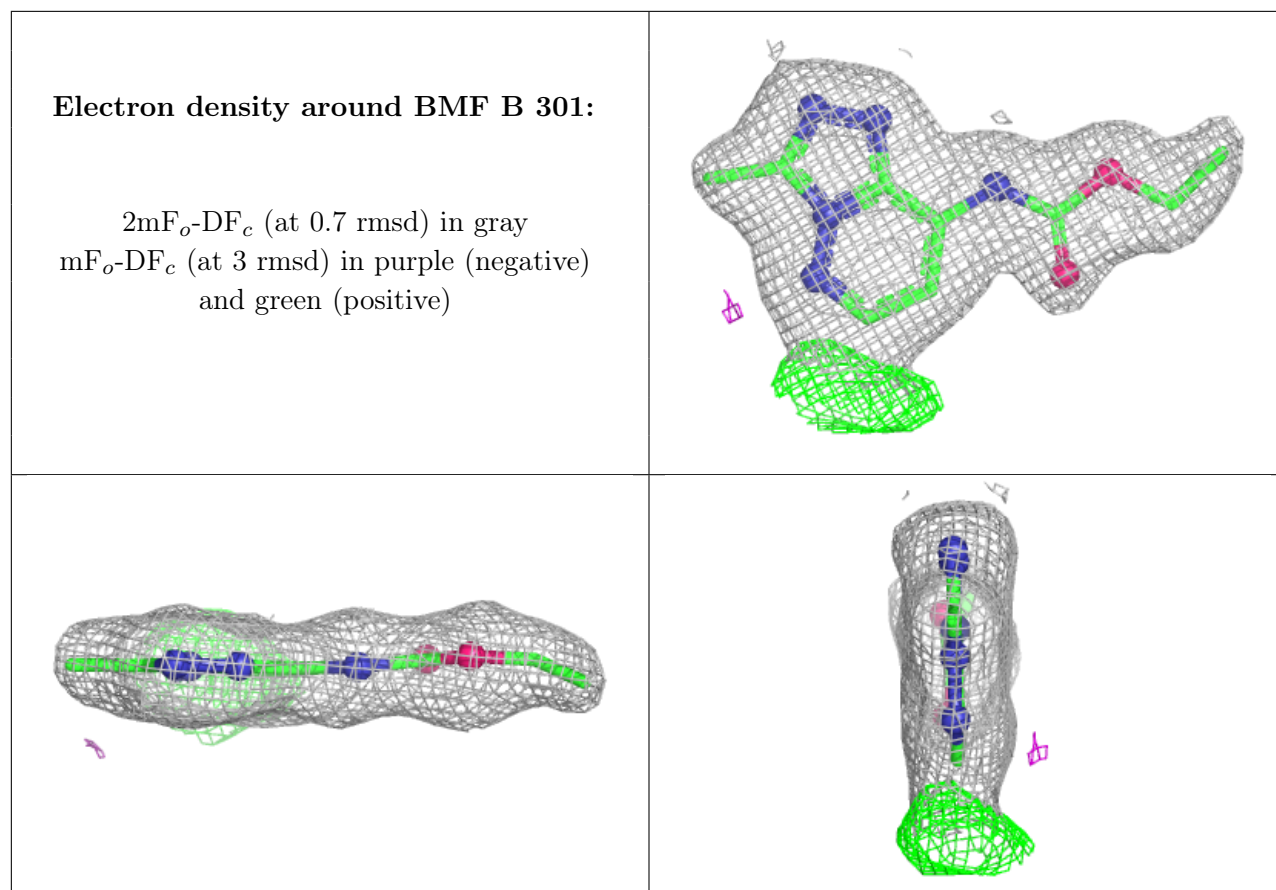 Electron density around BMF B 301:
2mFo-DFc (at 0.7 rmsd) in gray
mFo-DFc (at 3 rmsd) in purple (negative)
and green (positive)